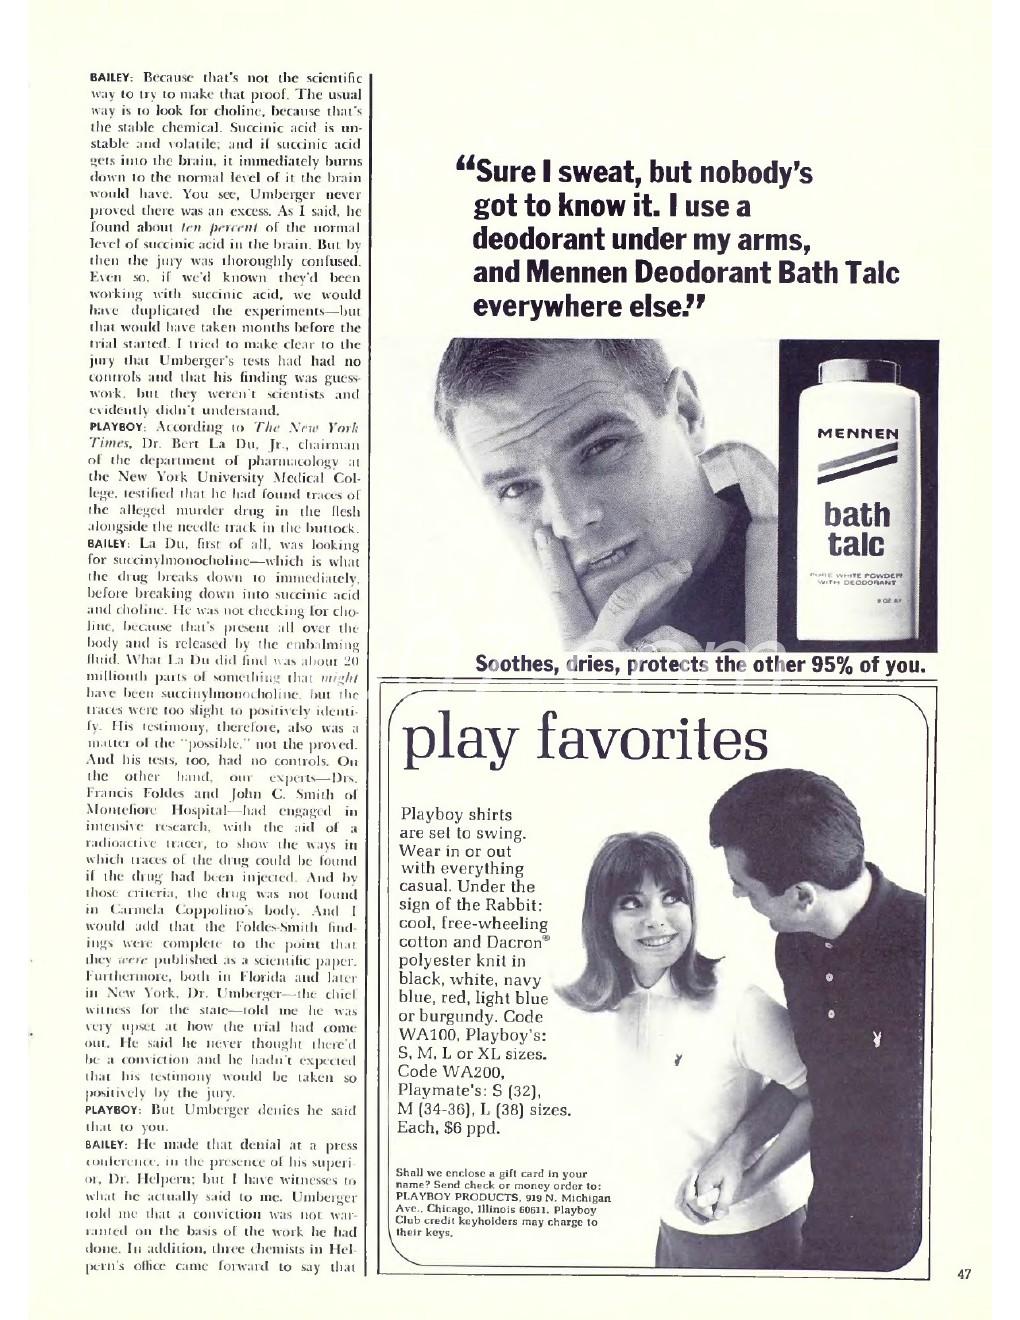 BAILEY: Because that's not the scientific
way to try to make that proof. The usual
way is to look for choline, because that's
the stable chemical. Succinic acid is un-
stable and volatile; and if succinic acid
gets into the brain, it immediately burns
down to the normal level of it the brain
would have. You see, Umberger never
proved there was an excess. As I said, he
found about ten percent of the normal
level of succinic acid in the brain. But by
then the jury was thoroughly confused.
Even so, if we'd known they'd been
working with succinic acid, we would
have duplicated the experiments—but
that would have taken months before the
trial started. I tried to make clear to the
jury that Umberger's tests had had no
controls and that his finding was guess-
work, but they weren't scientists and
evidently didn't understand.
PLAYBOY: According to The New York
Times, Dr. Bert La Du, Jr., chairman
of the department of pharmacology at
the New York University Medical Col-
lege, testified that he had found traces of
the alleged murder drug in the flesh
alongside the needle track in the buttock.
BAILEY: La Du, first of all, was looking
for succinylmonocholine—which is what
the drug breaks down to immediately,
before breaking down into succinic acid
and choline. He was not checking for cho-
line, because that's present all over the
body and is released by the embalming
fluid. What La Du did find was about 20
millionth parts of something that might
have been succinylmonocholine, but the
traces were too slight to positively identi-
fy. His testimony, therefore, also was a
matter of the "possible," not the proved.
And his tests, too, had no controls. On
the other hand, our experts—Drs.
Francis Foldes and John C. Smith of
Montefiore Hospital—had engaged in
intensive research, with the aid of a
radioactive tracer, to show the ways in
which traces of the drug could be found
if the drug had been injected. And by
those criteria, the drug was not found
in Carmela Coppolino's body. And I
would add that the Foldes-Smith find-
ings were complete to the point that
they were published as a scientific paper.
Furthermore, both in Florida and later
in New York, Dr. Umberger—the chief
witness for the state—told me he was
very upset at how the trial had come
out. He said he never thought there'd
be a conviction and he hadn't expected
that his testimony would be taken so
positively by the jury.
PLAYBOY: But Umberger denies he said
that to you.
BAILEY: He made that denial at a press
conference, in the presence of his superi-
or, Dr. Helpern; but I have witnesses to
what he actually said to me. Umberger
told me that a conviction was not war-
ranted on the basis of the work he had
done. In addition, three chemists in Hel-
pern's office came forward to say that
"Sure I sweat, but nobody's
got to know it. I use a
deodorant under my arms,
and Mennen Deodorant Bath Talc
everywhere else."
MENNEN
bath
talc
PURE WHITE POWDER
WITH DEODORANT
Soothes, dries, protects the other 95% of you.
play favorites
Playboy shirts
are set to swing.
Wear in or out
with everything
casual. Under the
sign of the Rabbit:
cool, free-wheeling
cotton and Dacron®
polyester knit in
black, white, navy
blue, red, light blue
or burgundy. Code
WA100, Playboy's:
S, M, L or XL sizes.
Code WA200,
Playmate's: S (32),
M (34-36), L (38) sizes.
Each, $6 ppd.
Shall we enclose a gift card in your
name? Send check or money order to:
PLAYBOY PRODUCTS, 919 N. Michigan
Ave., Chicago, Illinois 60611. Playboy
Club credit keyholders may charge to
their keys.
47